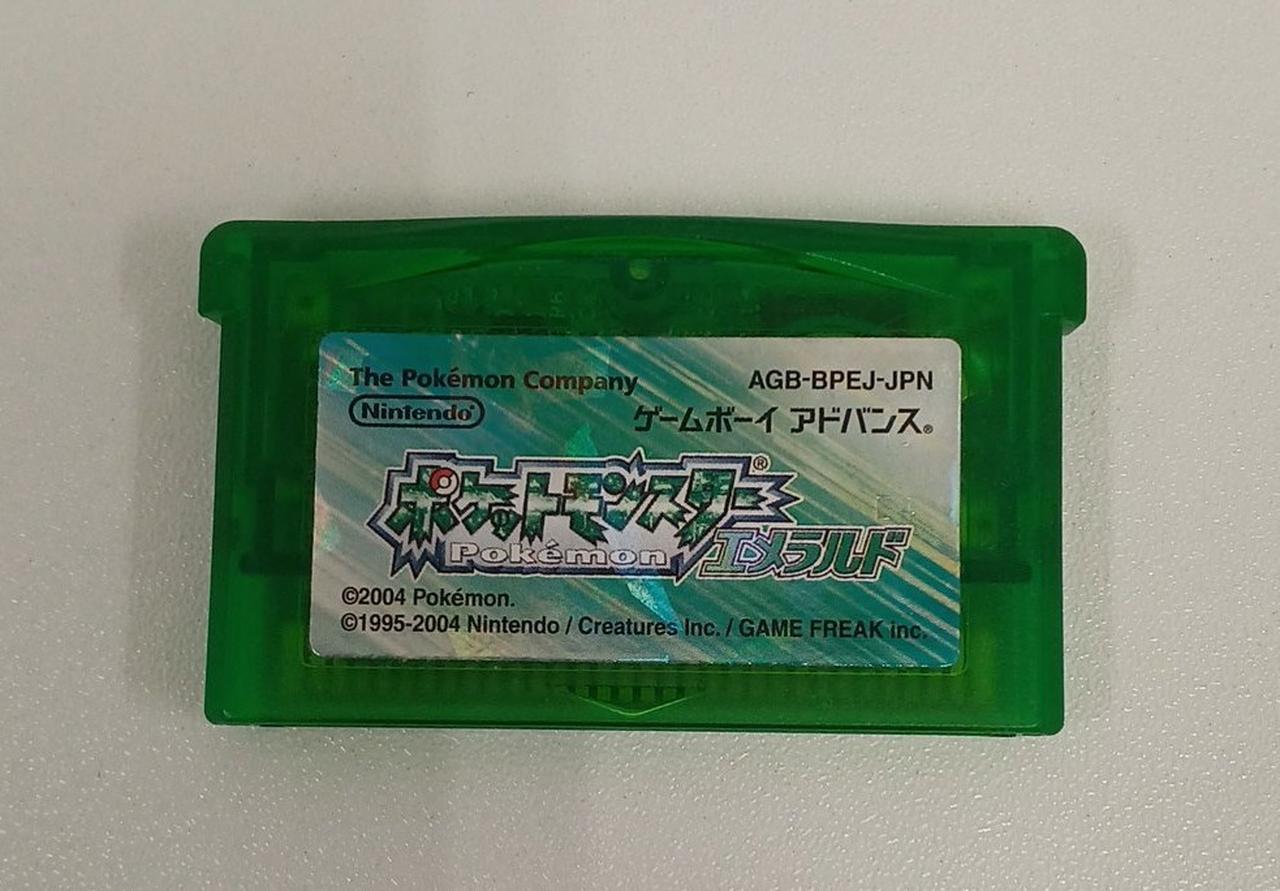 The Pokémon Company AGB-BPEJ-JPN
Nintendo® ゲームボーイ アドバンス®
ポケットモンスター®
Pokémon エメラルド
©2004 Pokémon.
©1995-2004 Nintendo / Creatures Inc. / GAME FREAK inc.